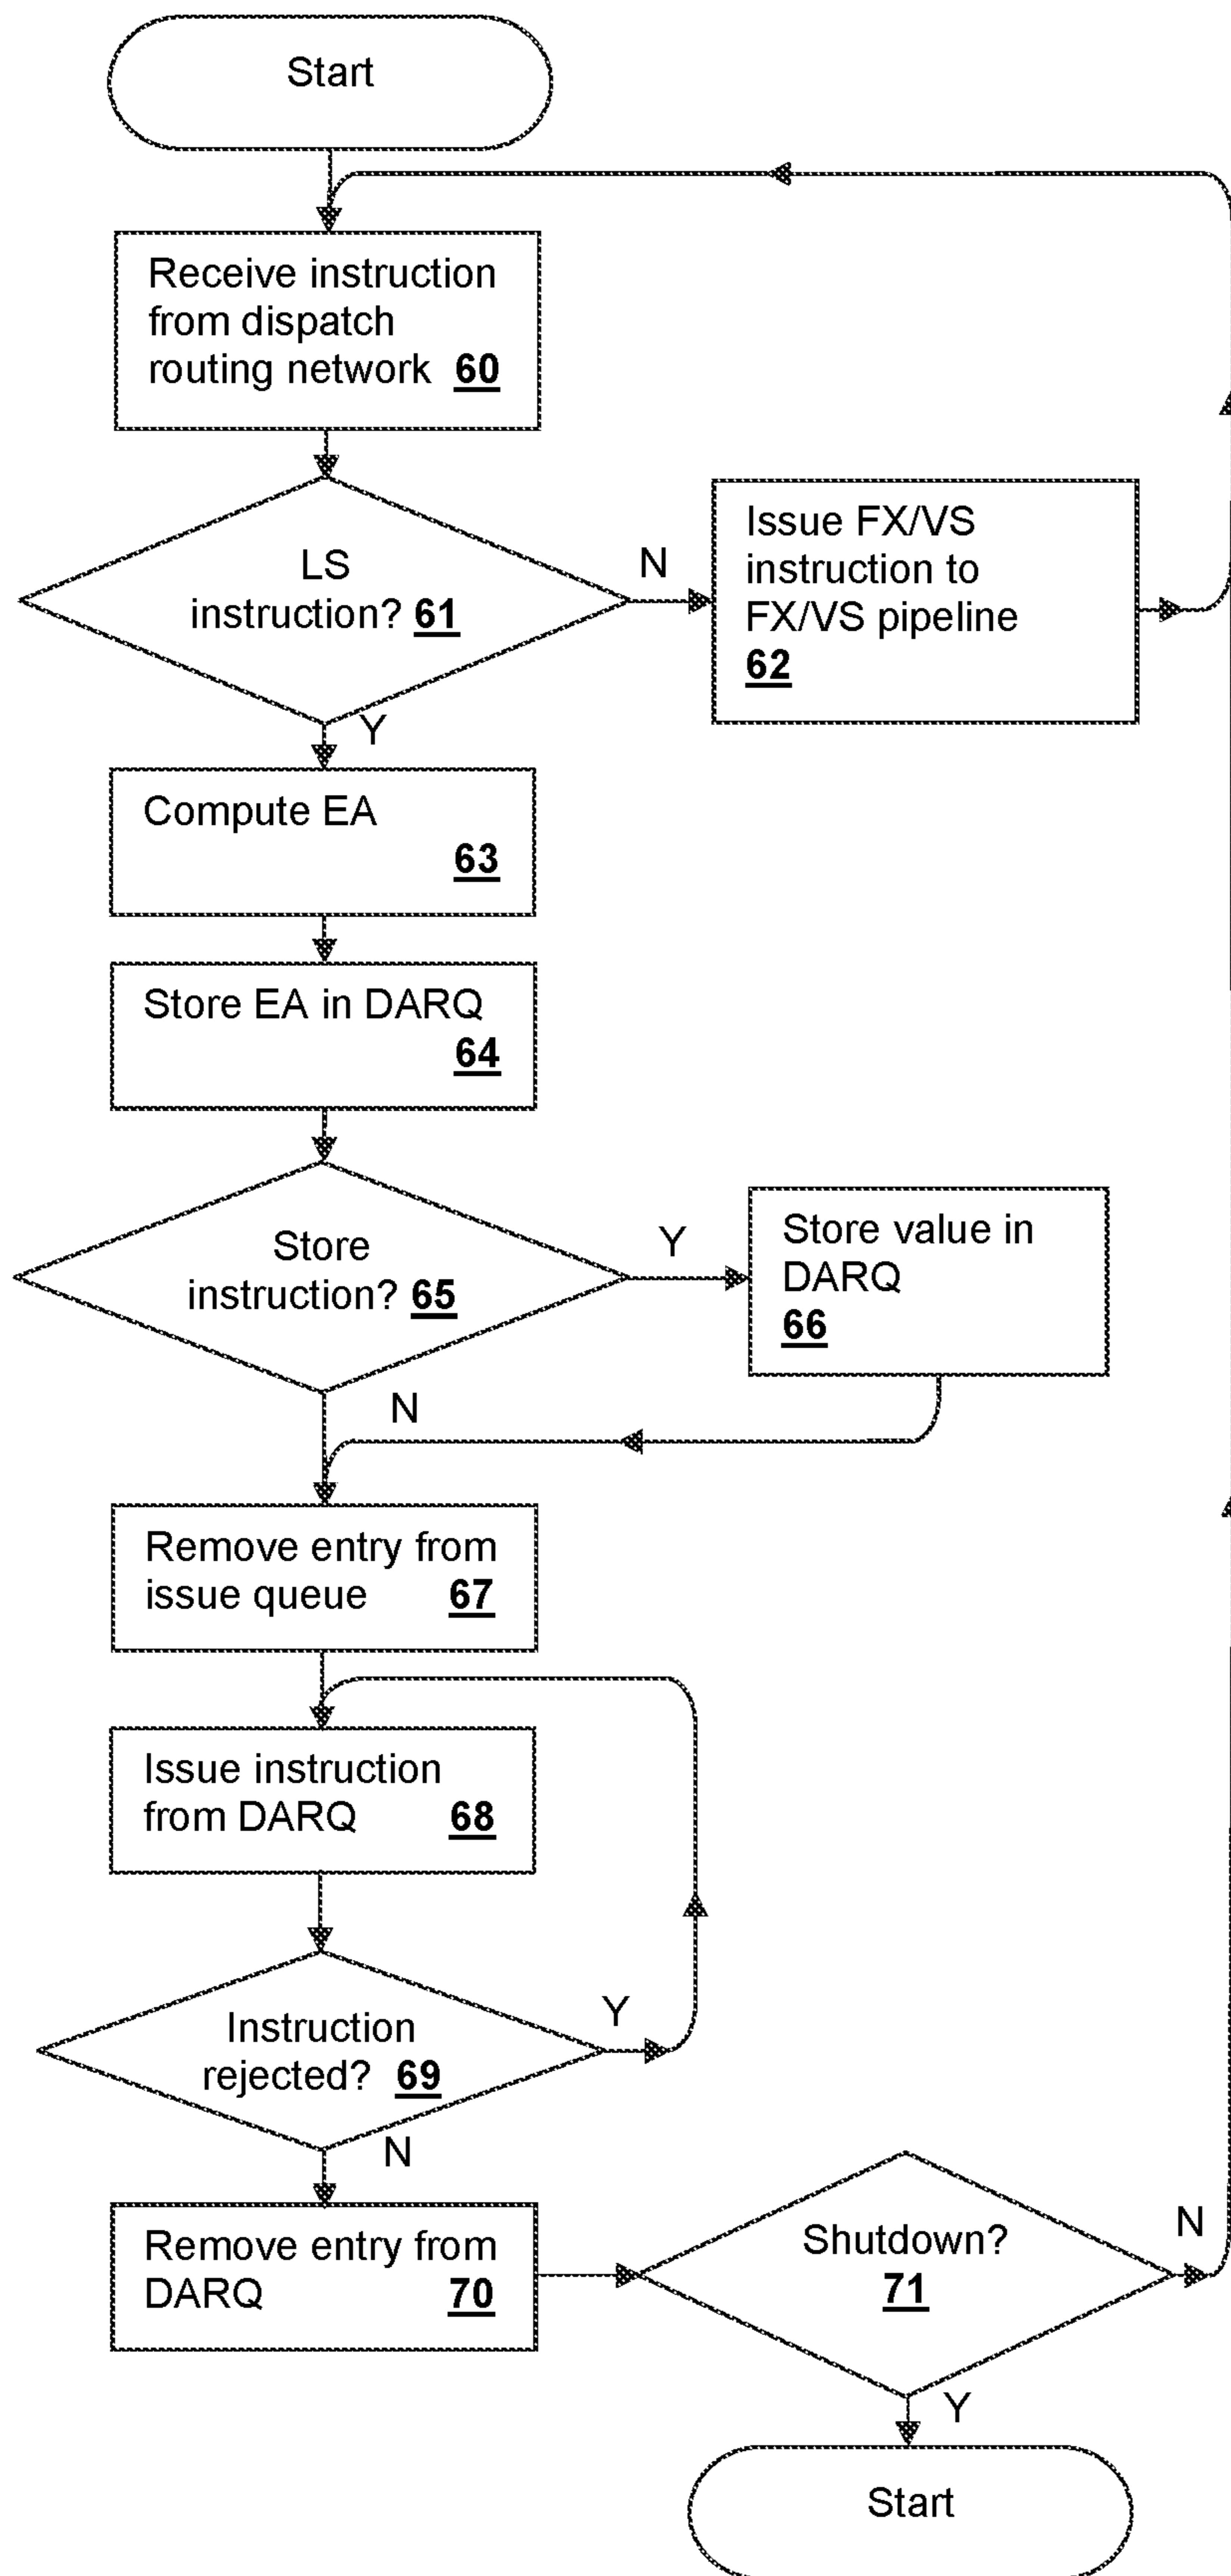 Start
Receive instruction
from dispatch
routing network 60
LS
instruction? 61
N
Issue FX/VS
instruction to
FX/VS pipeline
62
Y
Compute EA
63
Store EA in DARQ
64
Store
instruction? 65
Y
Store value in
DARQ
66
N
Remove entry from
issue queue 67
Issue instruction
from DARQ 68
Instruction
rejected? 69
Y
N
Remove entry from
DARQ 70
Shutdown?
71
N
Y
Start